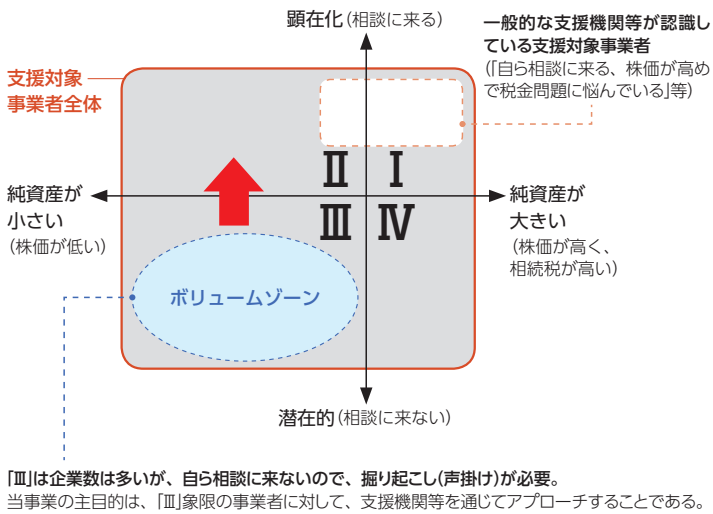 顕在化(相談に来る)
一般的な支援機関等が認識し
ている支援対象事業者
(「自ら相談に来る、株価が高め
で税金問題に悩んでいる」等)
支援対象
事業者全体
Ⅱ Ⅰ
純資産が
小さい
(株価が低い)
純資産が
大きい
(株価が高く、
相続税が高い)
Ⅲ Ⅳ
ボリュームゾーン
潜在的(相談に来ない)
「Ⅲ」は企業数は多いが、自ら相談に来ないので、掘り起こし(声掛け)が必要。
当事業の主目的は、「Ⅲ」象限の事業者に対して、支援機関等を通じてアプローチすることである。